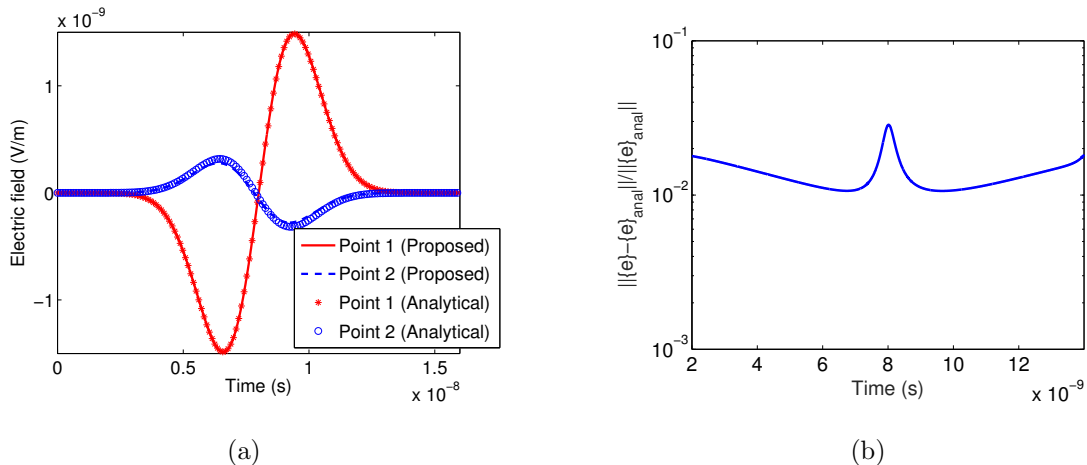 x 10⁻⁹
1
0
−1
Electric field (V/m)
0 0.5 1 1.5
Time (s)
x 10⁻⁸
Point 1 (Proposed)
Point 2 (Proposed)
Point 1 (Analytical)
Point 2 (Analytical)
(a)
10⁻¹
10⁻²
10⁻³
||{e}−{e}anal||/||{e}anal||
2 4 6 8 10 12
Time (s)
x 10⁻⁹
(b)